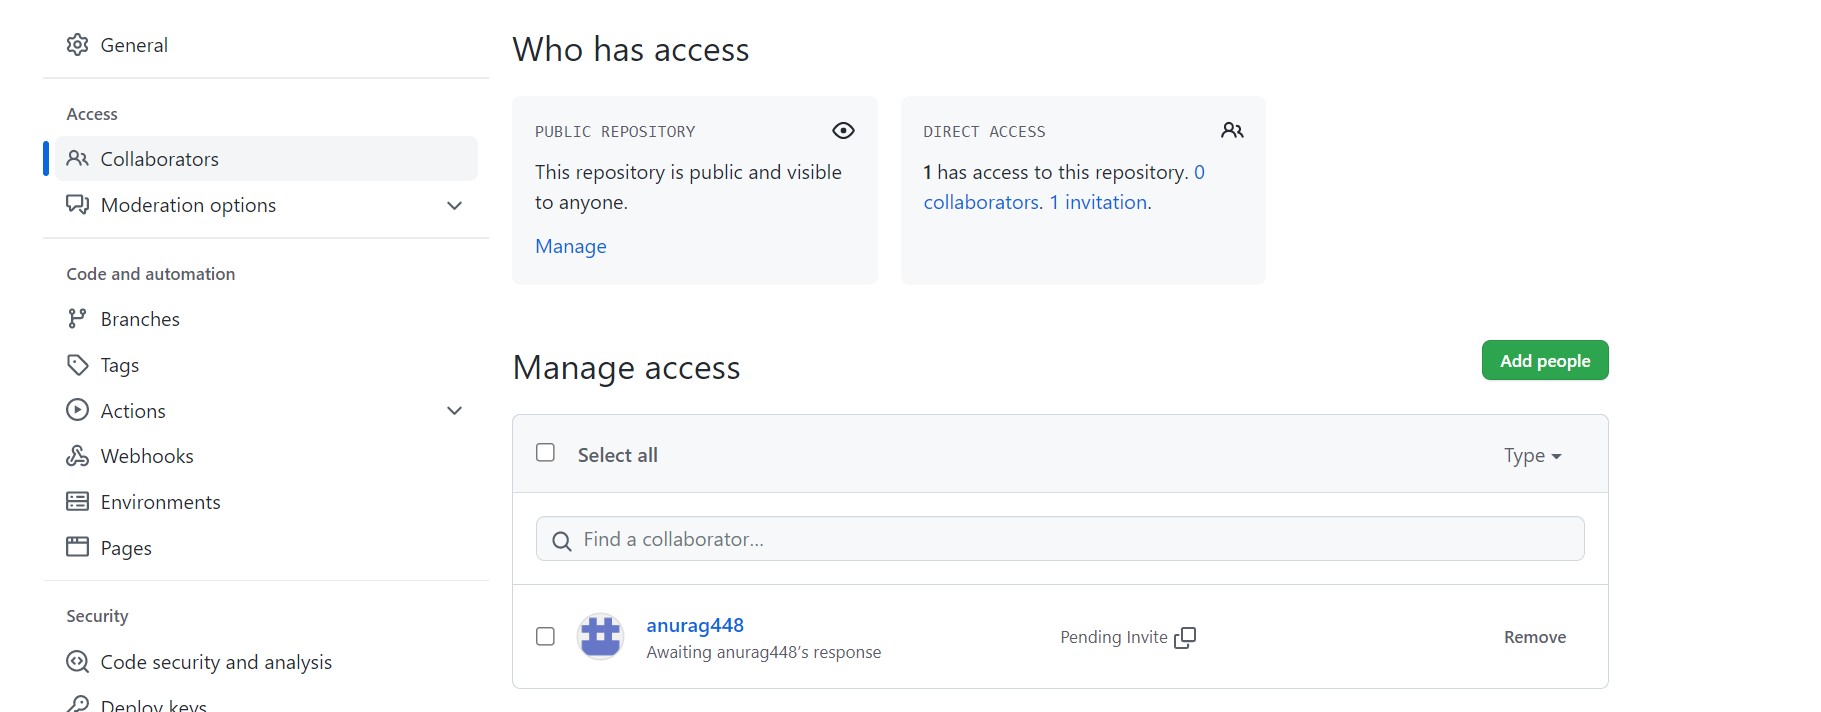 General
Access
Collaborators
Moderation options
Code and automation
Branches
Tags
Actions
Webhooks
Environments
Pages
Security
Code security and analysis
Deploy keys
Who has access
PUBLIC REPOSITORY
This repository is public and visible
to anyone.
Manage
DIRECT ACCESS
1 has access to this repository. 0
collaborators. 1 invitation.
Manage access
Add people
Select all
Type
Find a collaborator...
anurag448
Awaiting anurag448's response
Pending Invite
Remove